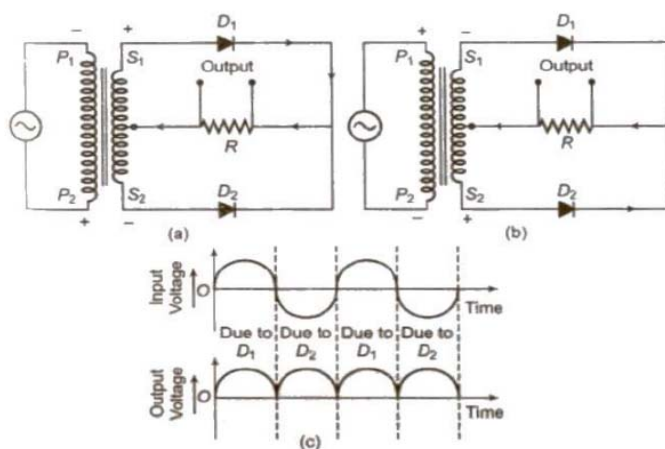 − + D₁
P₁ S₁ Output
R
P₂ S₂ D₂
+ −
(a)
+ − D₁
P₁ S₁ Output
R
P₂ S₂ D₂
− +
(b)
Input Voltage
O
Time
Due to D₁
Due to D₂
Due to D₁
Due to D₂
Output Voltage
O
Time
(c)